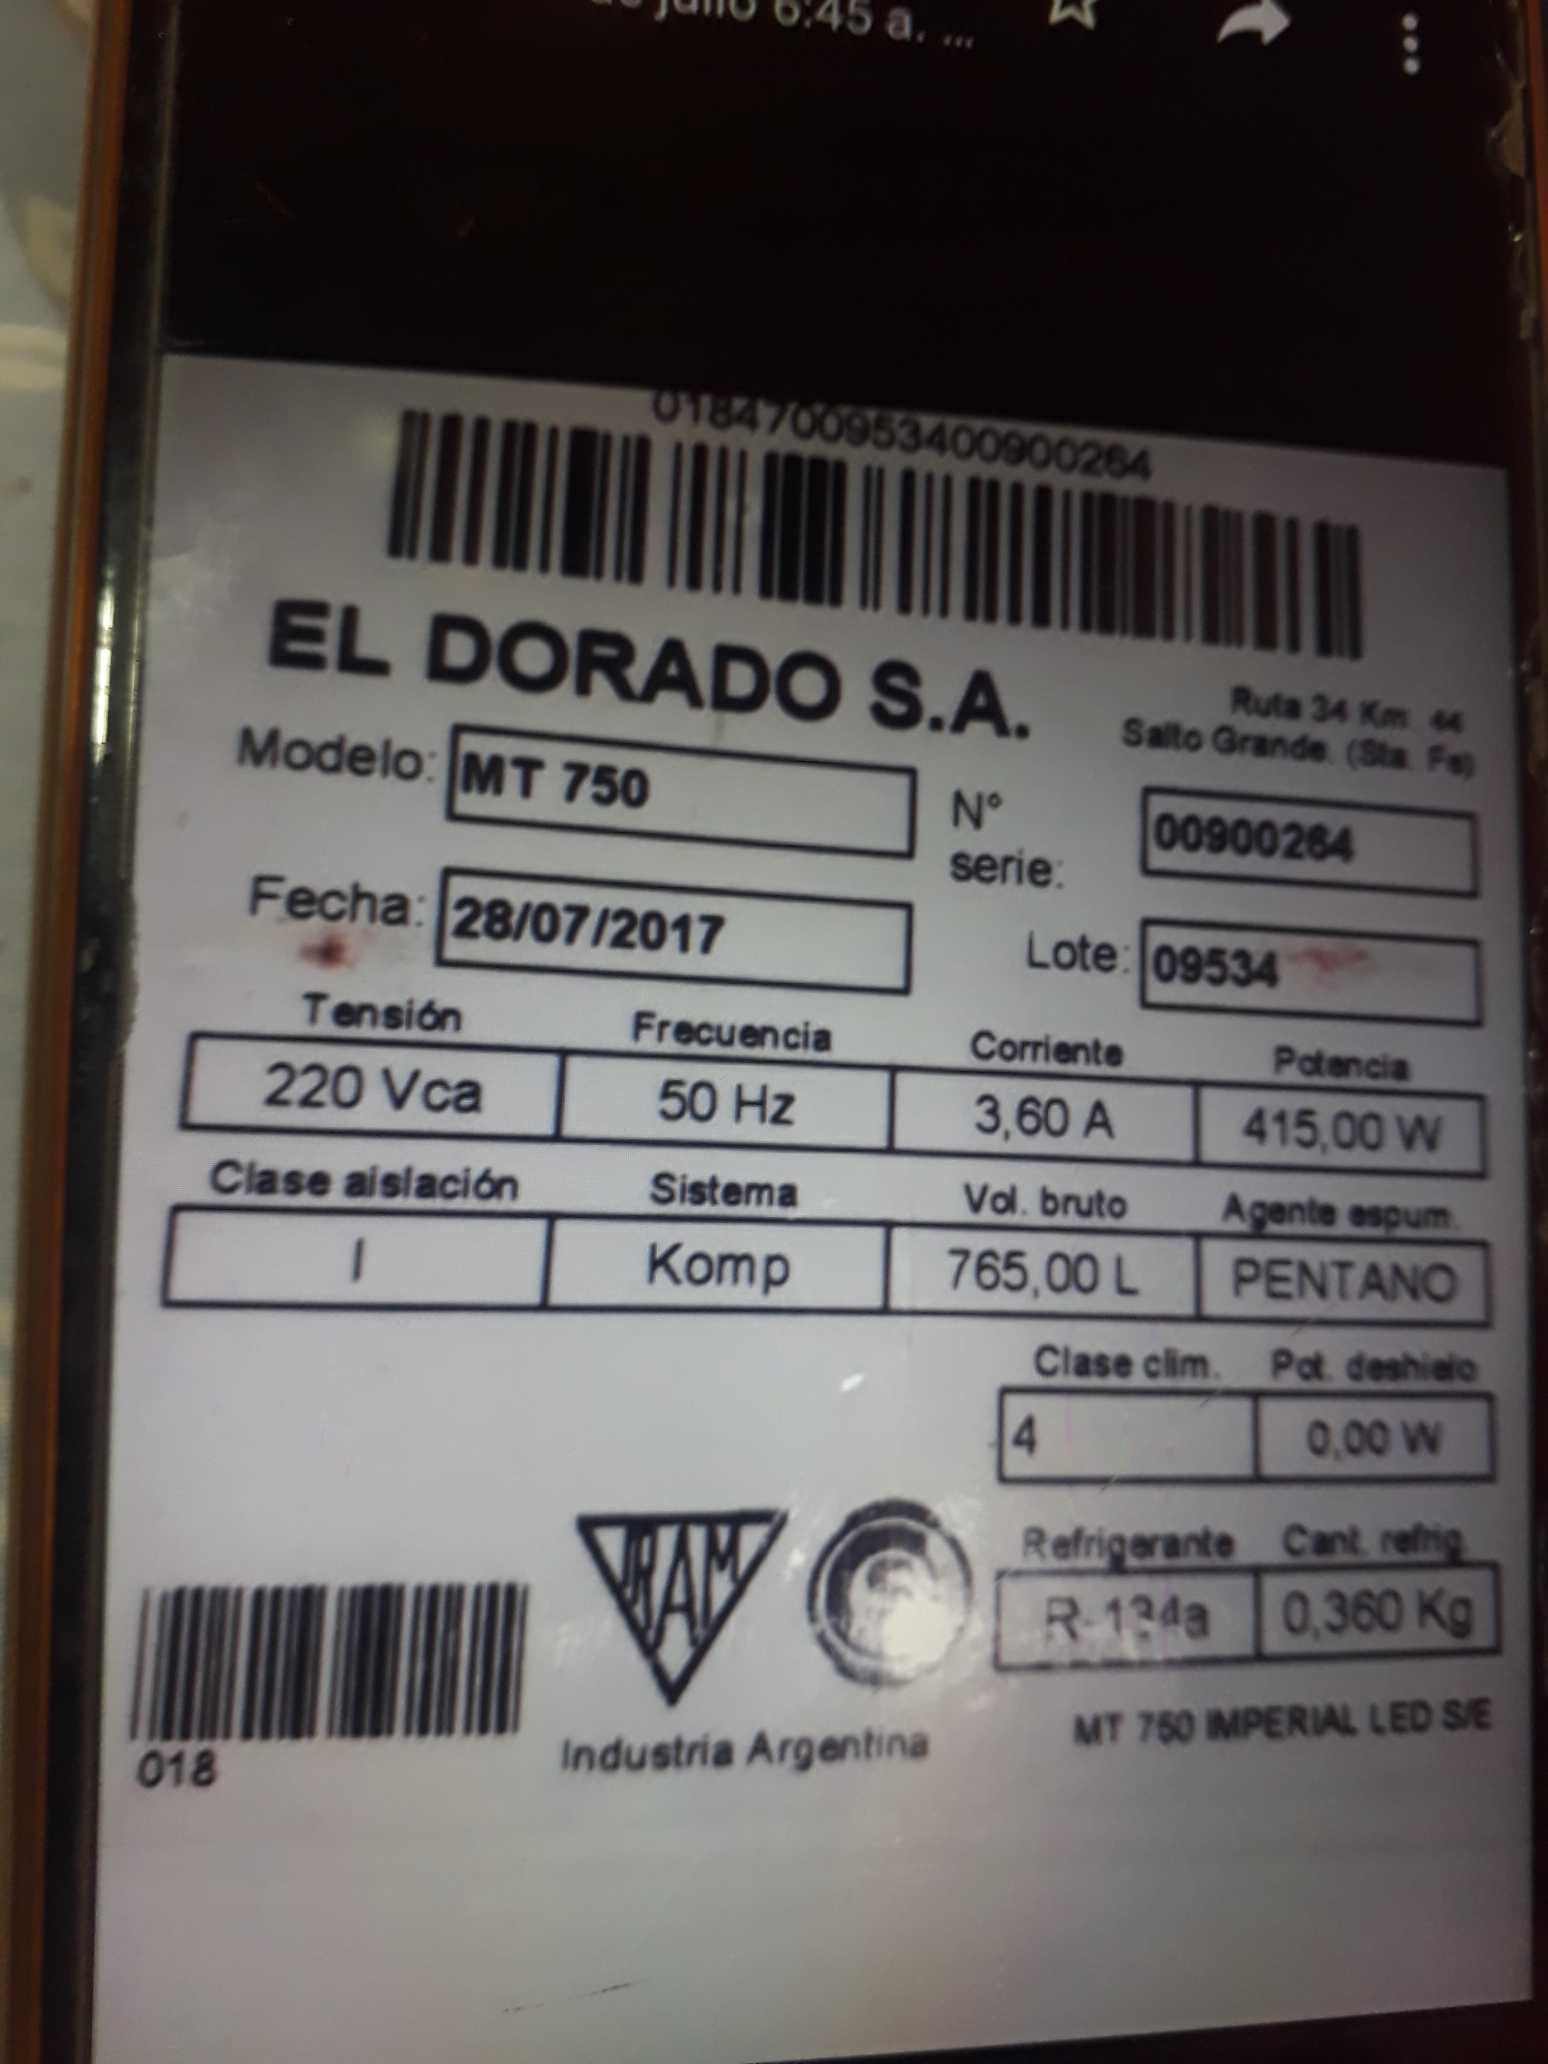 julio 6:45 a. ...
0184700953400900264
EL DORADO S.A.
Ruta 34 Km. 44
Salto Grande. (Sta. Fe)
Modelo: MT 750
N° serie: 00900264
Fecha: 28/07/2017
Lote: 09534
Tensión Frecuencia Corriente Potencia
220 Vca 50 Hz 3,60 A 415,00 W
Clase aislación Sistema Vol. bruto Agente espum.
I Komp 765,00 L PENTANO
Clase clim. Pot. deshielo
4 0,00 W
IRAM
Refrigerante Cant. refrig.
R-134a 0,360 Kg
MT 750 IMPERIAL LED S/E
Industria Argentina
018